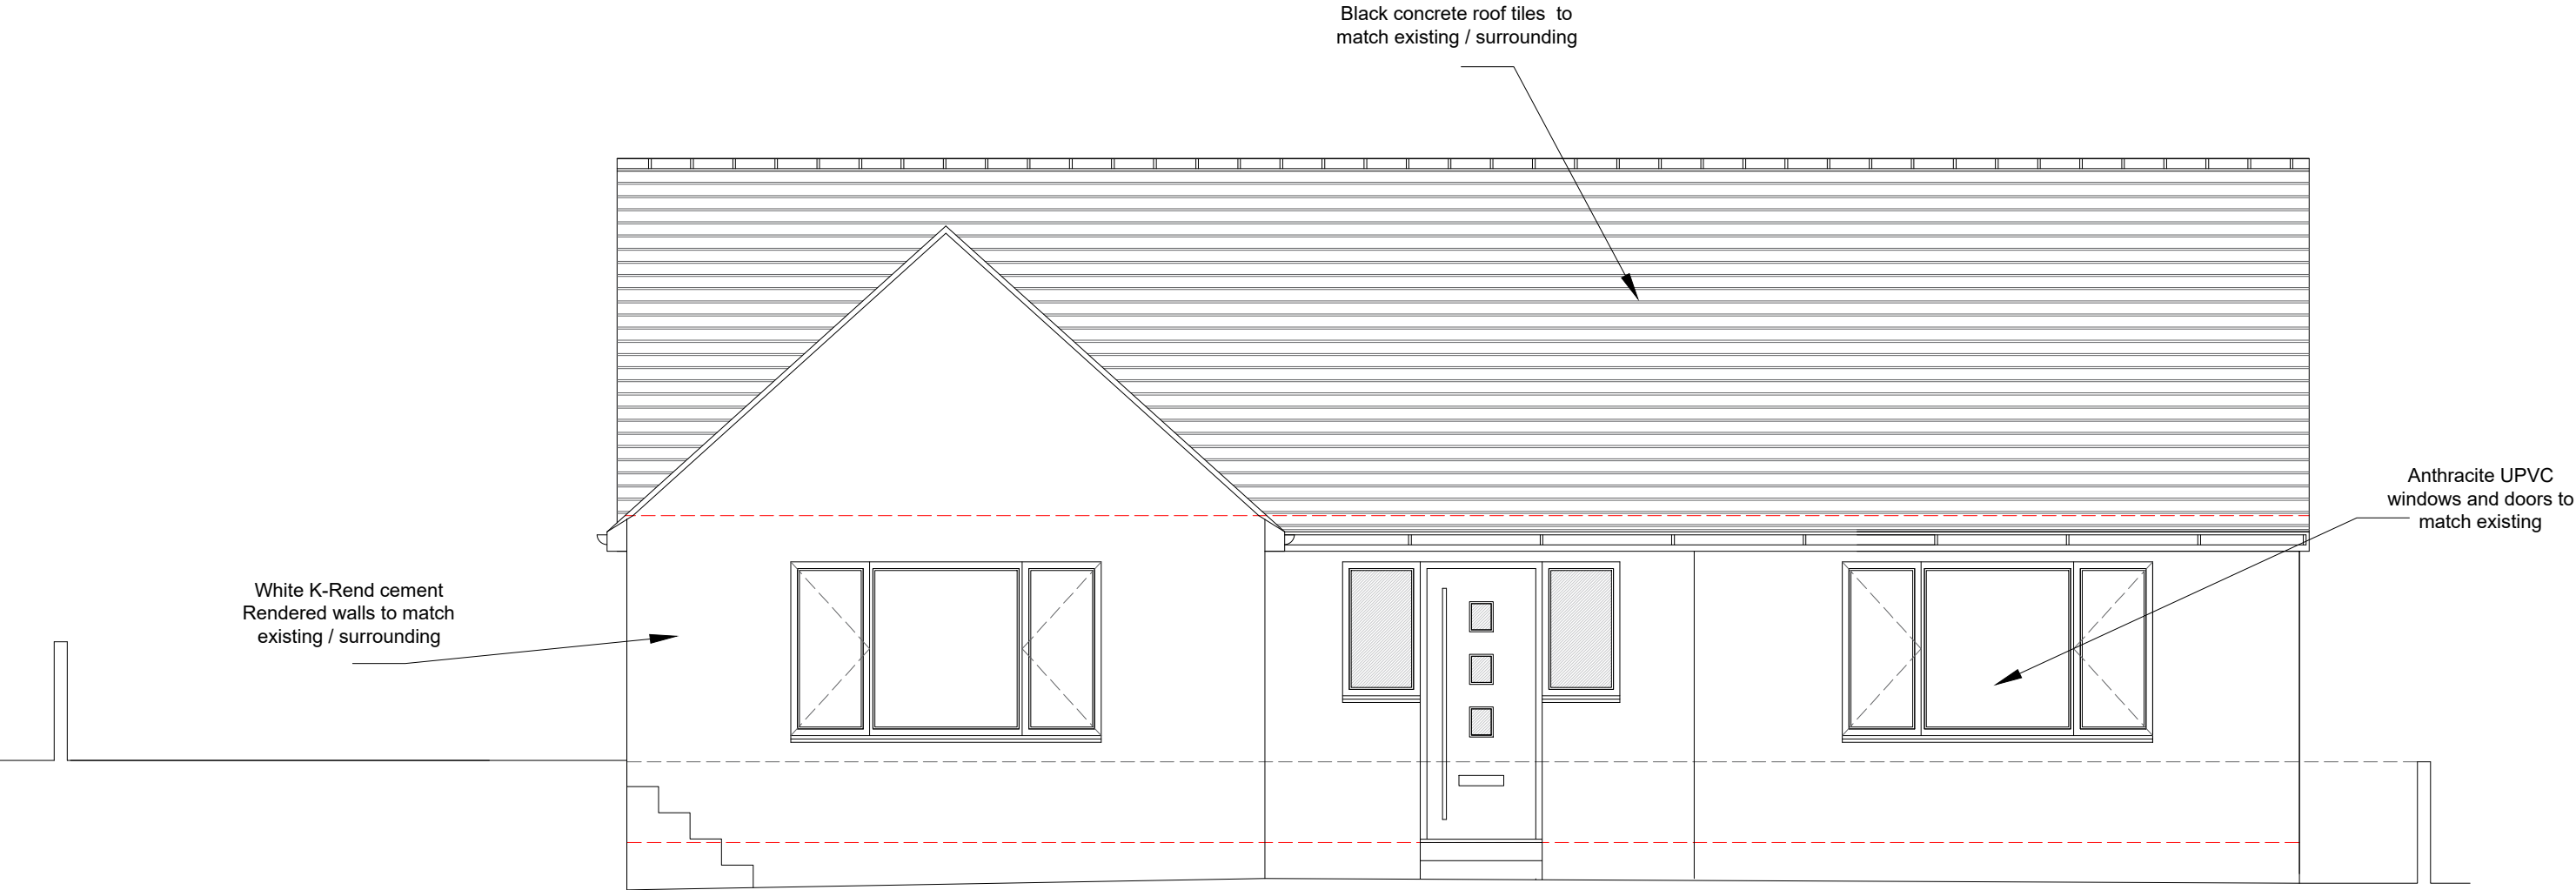 Black concrete roof tiles  to
match existing / surrounding
Anthracite UPVC
windows and doors to
match existing
White K-Rend cement
Rendered walls to match
existing / surrounding